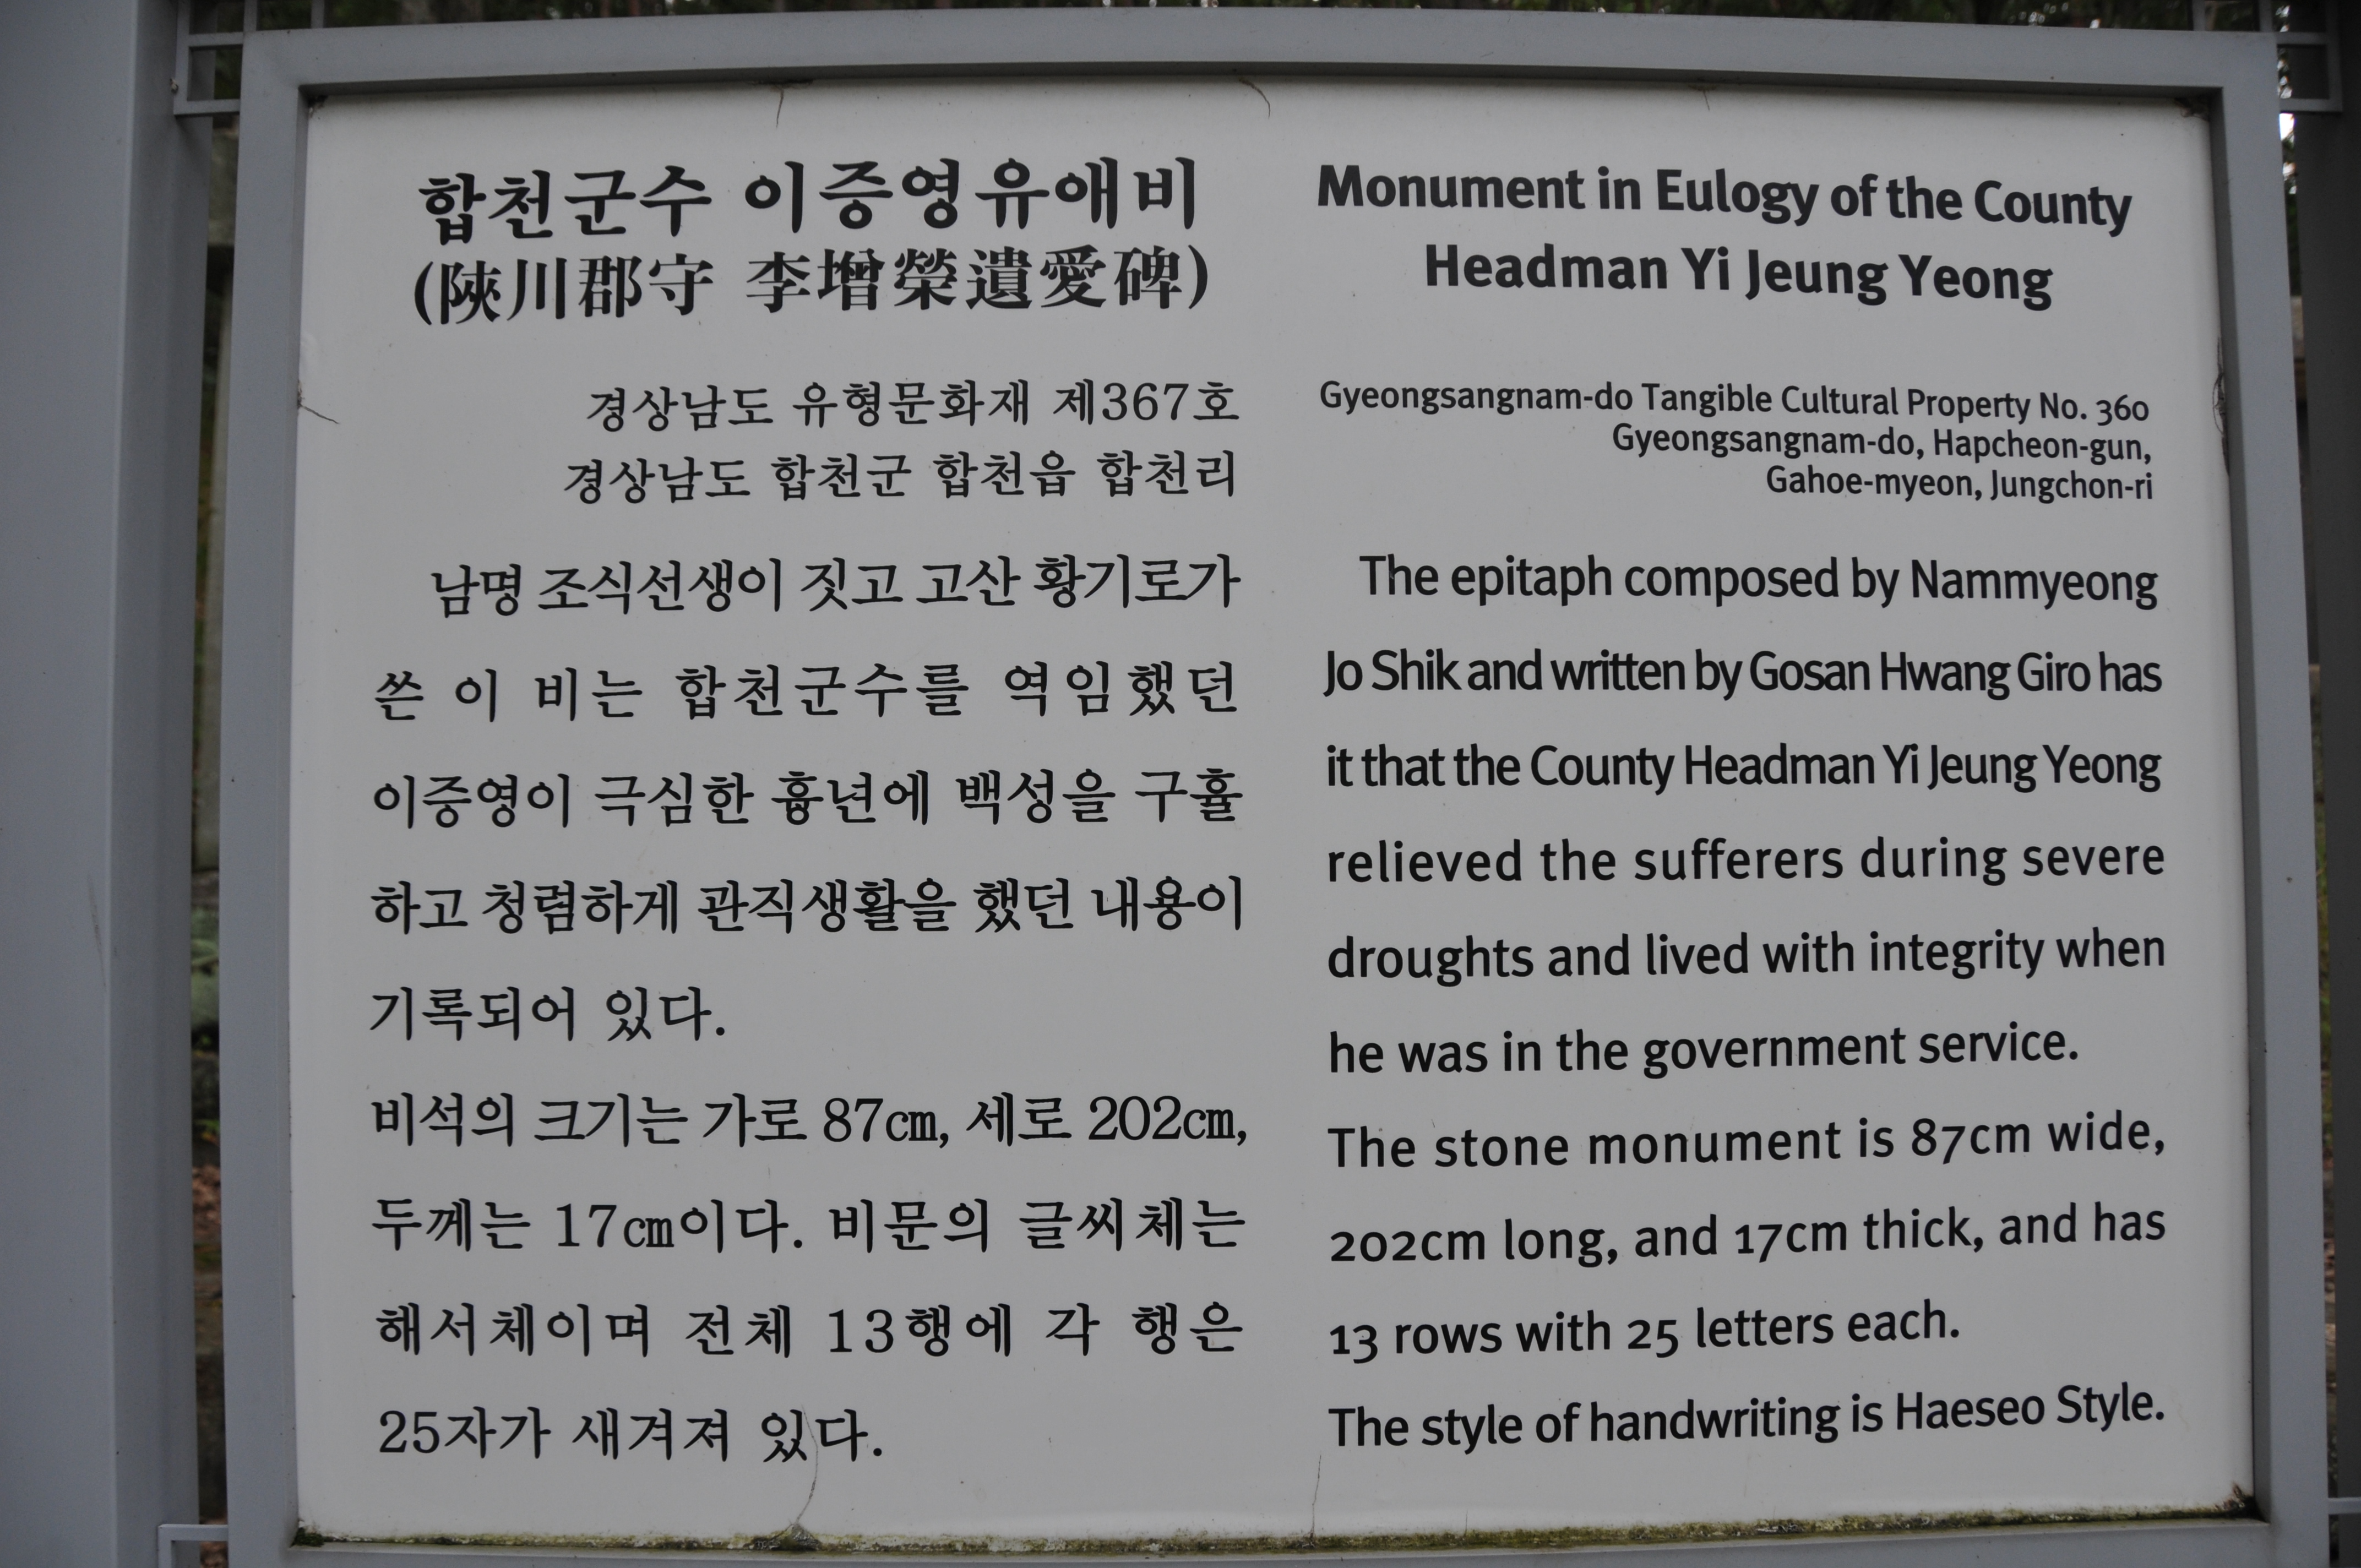 합천군수 이증영유애비
(陜川郡守 李增榮遺愛碑)
경상남도 유형문화재 제367호
경상남도 합천군 합천읍 합천리
남명 조식선생이 짓고 고산 황기로가
쓴 이 비는 합천군수를 역임했던
이증영이 극심한 흉년에 백성을 구휼
하고 청렴하게 관직생활을 했던 내용이
기록되어 있다.
비석의 크기는 가로 87㎝, 세로 202㎝,
두께는 17㎝이다. 비문의 글씨체는
해서체이며 전체 13행에 각 행은
25자가 새겨져 있다.
Monument in Eulogy of the County
Headman Yi Jeung Yeong
Gyeongsangnam-do Tangible Cultural Property No. 360
Gyeongsangnam-do, Hapcheon-gun,
Gahoe-myeon, Jungchon-ri
The epitaph composed by Nammyeong
Jo Shik and written by Gosan Hwang Giro has
it that the County Headman Yi Jeung Yeong
relieved the sufferers during severe
droughts and lived with integrity when
he was in the government service.
The stone monument is 87cm wide,
202cm long, and 17cm thick, and has
13 rows with 25 letters each.
The style of handwriting is Haeseo Style.